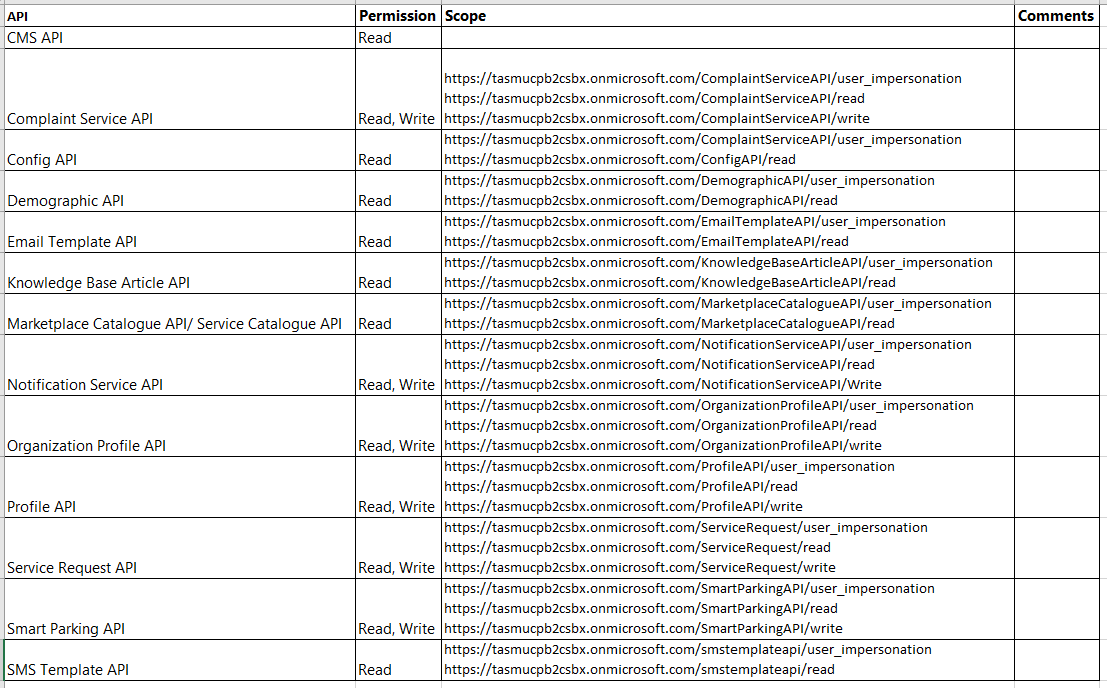 API Permission Scope Comments
CMS API Read
https://tasmucpb2csbx.onmicrosoft.com/ComplaintServiceAPI/user_impersonation
https://tasmucpb2csbx.onmicrosoft.com/ComplaintServiceAPI/read
Complaint Service API Read, Write https://tasmucpb2csbx.onmicrosoft.com/ComplaintServiceAPI/write
https://tasmucpb2csbx.onmicrosoft.com/ComplaintServiceAPI/user_impersonation
Config API Read https://tasmucpb2csbx.onmicrosoft.com/ConfigAPI/read
https://tasmucpb2csbx.onmicrosoft.com/DemographicAPI/user_impersonation
Demographic API Read https://tasmucpb2csbx.onmicrosoft.com/DemographicAPI/read
https://tasmucpb2csbx.onmicrosoft.com/EmailTemplateAPI/user_impersonation
Email Template API Read https://tasmucpb2csbx.onmicrosoft.com/EmailTemplateAPI/read
https://tasmucpb2csbx.onmicrosoft.com/KnowledgeBaseArticleAPI/user_impersonation
Knowledge Base Article API Read https://tasmucpb2csbx.onmicrosoft.com/KnowledgeBaseArticleAPI/read
https://tasmucpb2csbx.onmicrosoft.com/MarketplaceCatalogueAPI/user_impersonation
Marketplace Catalogue API/ Service Catalogue API Read https://tasmucpb2csbx.onmicrosoft.com/MarketplaceCatalogueAPI/read
https://tasmucpb2csbx.onmicrosoft.com/NotificationServiceAPI/user_impersonation
https://tasmucpb2csbx.onmicrosoft.com/NotificationServiceAPI/read
Notification Service API Read, Write https://tasmucpb2csbx.onmicrosoft.com/NotificationServiceAPI/Write
https://tasmucpb2csbx.onmicrosoft.com/OrganizationProfileAPI/user_impersonation
https://tasmucpb2csbx.onmicrosoft.com/OrganizationProfileAPI/read
Organization Profile API Read, Write https://tasmucpb2csbx.onmicrosoft.com/OrganizationProfileAPI/write
https://tasmucpb2csbx.onmicrosoft.com/ProfileAPI/user_impersonation
https://tasmucpb2csbx.onmicrosoft.com/ProfileAPI/read
Profile API Read, Write https://tasmucpb2csbx.onmicrosoft.com/ProfileAPI/write
https://tasmucpb2csbx.onmicrosoft.com/ServiceRequest/user_impersonation
https://tasmucpb2csbx.onmicrosoft.com/ServiceRequest/read
Service Request API Read, Write https://tasmucpb2csbx.onmicrosoft.com/ServiceRequest/write
https://tasmucpb2csbx.onmicrosoft.com/SmartParkingAPI/user_impersonation
https://tasmucpb2csbx.onmicrosoft.com/SmartParkingAPI/read
Smart Parking API Read, Write https://tasmucpb2csbx.onmicrosoft.com/SmartParkingAPI/write
https://tasmucpb2csbx.onmicrosoft.com/smstemplateapi/user_impersonation
SMS Template API Read https://tasmucpb2csbx.onmicrosoft.com/smstemplateapi/read